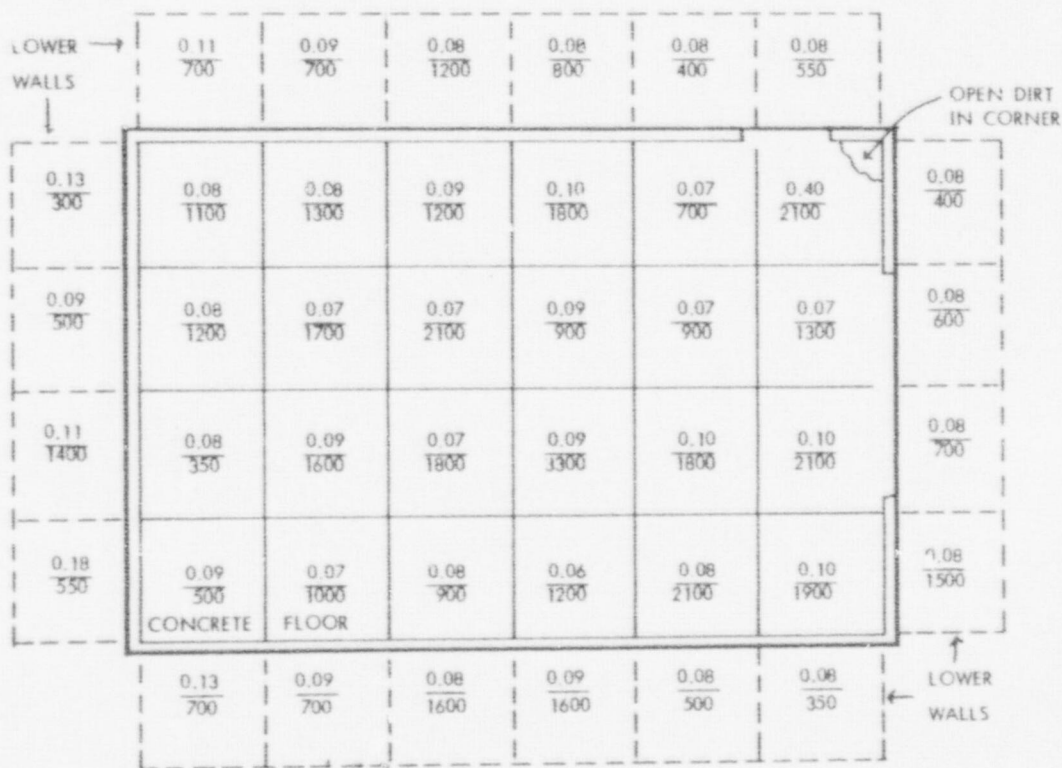 LOWER → 0.11 0.09 0.08 0.08 0.08 0.08
WALLS 700 700 1200 800 400 550
OPEN DIRT
IN CORNER
0.13 0.08 0.08 0.09 0.10 0.07 0.40 0.08
300 1100 1300 1200 1800 700 2100 400
0.09 0.08 0.07 0.07 0.09 0.07 0.07 0.08
500 1200 1700 2100 900 900 1300 600
0.11 0.08 0.09 0.07 0.09 0.10 0.10 0.08
1400 350 1600 1800 3300 1800 2100 700
0.18 0.09 0.07 0.08 0.06 0.08 0.10 0.08
550 500 1000 900 1200 2100 1900 1500
CONCRETE FLOOR
0.13 0.09 0.08 0.09 0.08 0.08 LOWER
700 700 1600 1600 500 350 WALLS